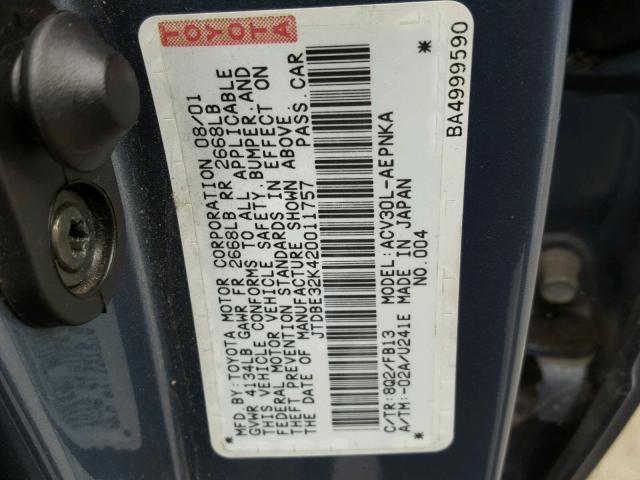 TOYOTA
*MFD.BY:TOYOTA MOTOR CORPORATION 08/01
GVWR 4134LB GAWR FR 2668LB RR 2668LB
THIS VEHICLE CONFORMS TO ALL APPLICABLE
FEDERAL MOTOR VEHICLE SAFETY,BUMPER,AND
THEFT PREVENTION STANDARDS IN EFFECT ON
THE DATE OF MANUFACTURE SHOWN ABOVE.
JTDBE32K420011757 PASS.CAR
C/TR:8Q2/FB13 MODEL:ACV30L-AEPNKA
A/TM:-02A/U241E MADE IN JAPAN *
NO.004
BA4999590